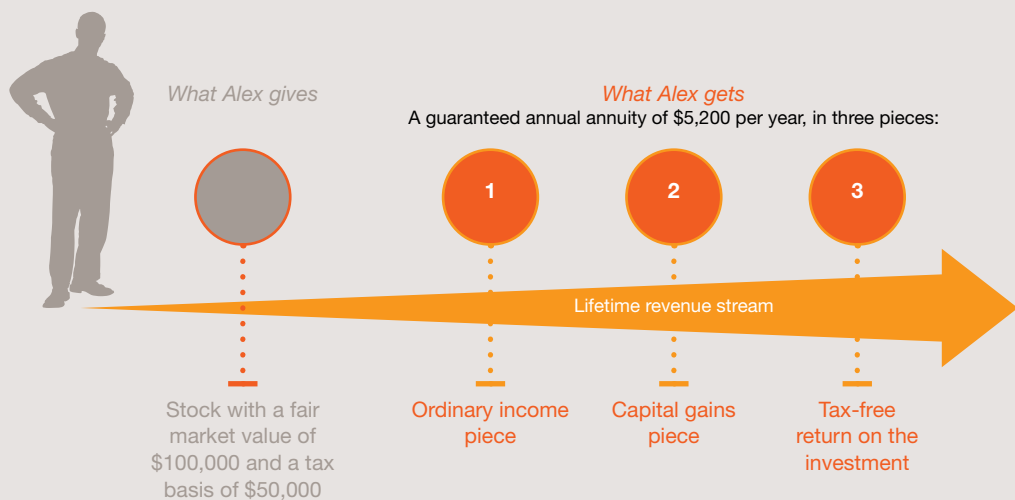 What Alex gives
What Alex gets
A guaranteed annual annuity of $5,200 per year, in three pieces:
1
2
3
Lifetime revenue stream
Stock with a fair
market value of
$100,000 and a tax
basis of $50,000
Ordinary income
piece
Capital gains
piece
Tax-free
return on the
investment